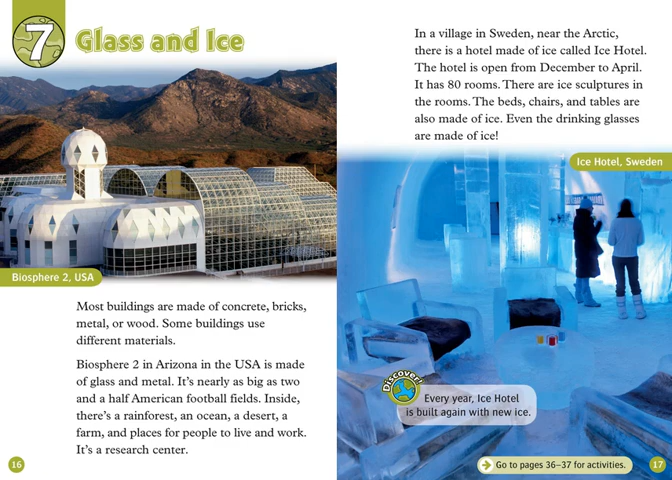 7
Glass and Ice
Biosphere 2, USA
Most buildings are made of concrete, bricks,
metal, or wood. Some buildings use
different materials.
Biosphere 2 in Arizona in the USA is made
of glass and metal. It's nearly as big as two
and a half American football fields. Inside,
there's a rainforest, an ocean, a desert, a
farm, and places for people to live and work.
It's a research center.
16
In a village in Sweden, near the Arctic,
there is a hotel made of ice called Ice Hotel.
The hotel is open from December to April.
It has 80 rooms. There are ice sculptures in
the rooms. The beds, chairs, and tables are
also made of ice. Even the drinking glasses
are made of ice!
Ice Hotel, Sweden
Discover!
Every year, Ice Hotel
is built again with new ice.
Go to pages 36–37 for activities.
17